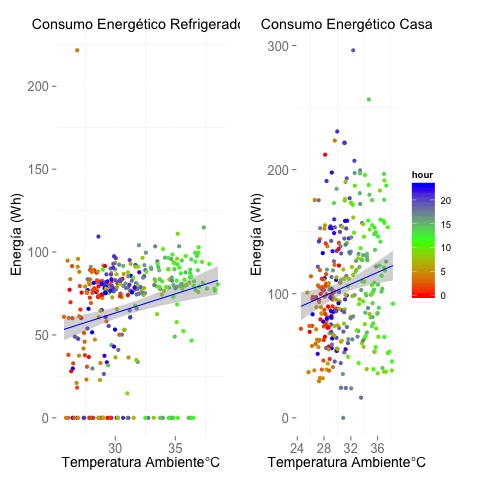 Consumo Energético Refrigerado
Energía (Wh)
200
150
100
50
0
30
35
Temperatura Ambiente°C
Consumo Energético Casa
Energía (Wh)
300
200
100
0
24
28
32
36
Temperatura Ambiente°C
hour
20
15
10
5
0